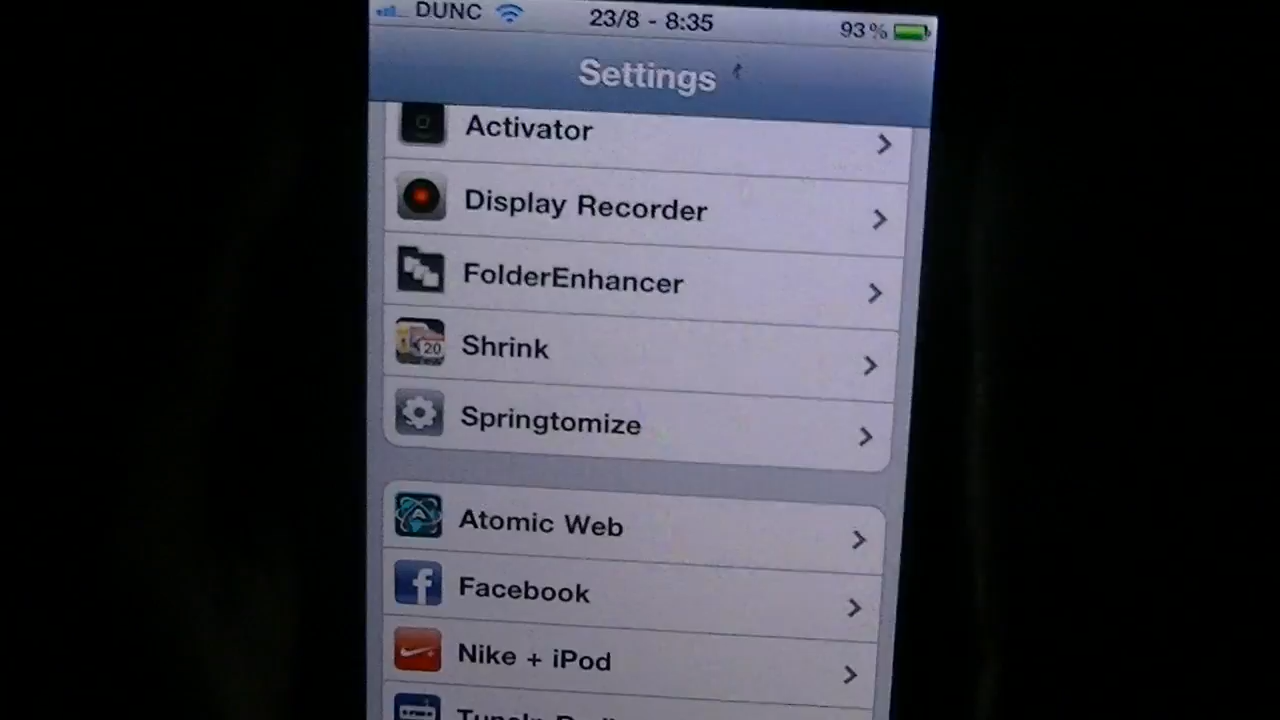 DUNC 23/8 - 8:35 93%
Settings
Activator
Display Recorder
FolderEnhancer
20 Shrink
Springtomize
Atomic Web
Facebook
Nike + iPod